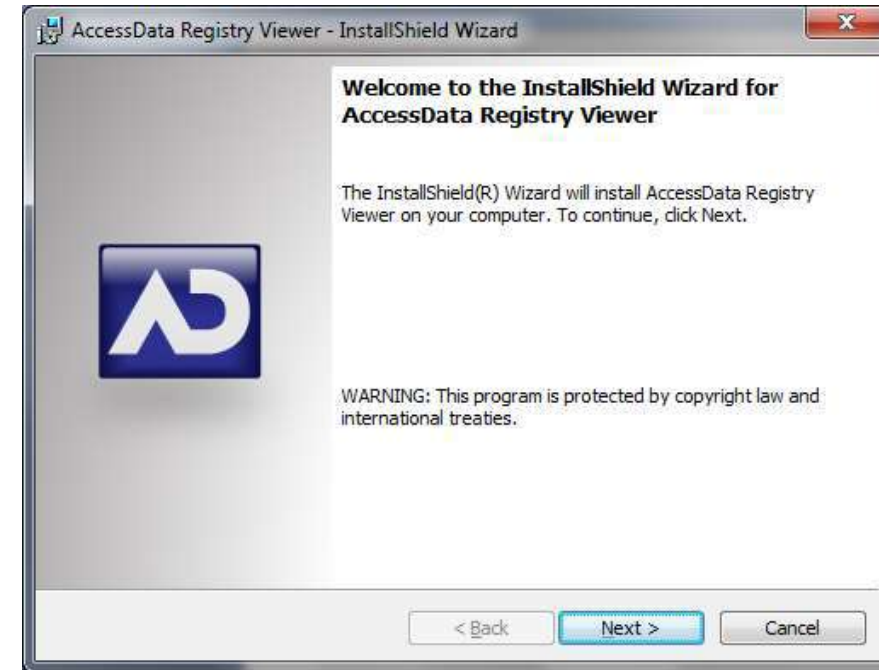 AccessData Registry Viewer - InstallShield Wizard
Welcome to the InstallShield Wizard for
AccessData Registry Viewer
The InstallShield(R) Wizard will install AccessData Registry
Viewer on your computer. To continue, click Next.
AD
WARNING: This program is protected by copyright law and
international treaties.
< Back
Next >
Cancel